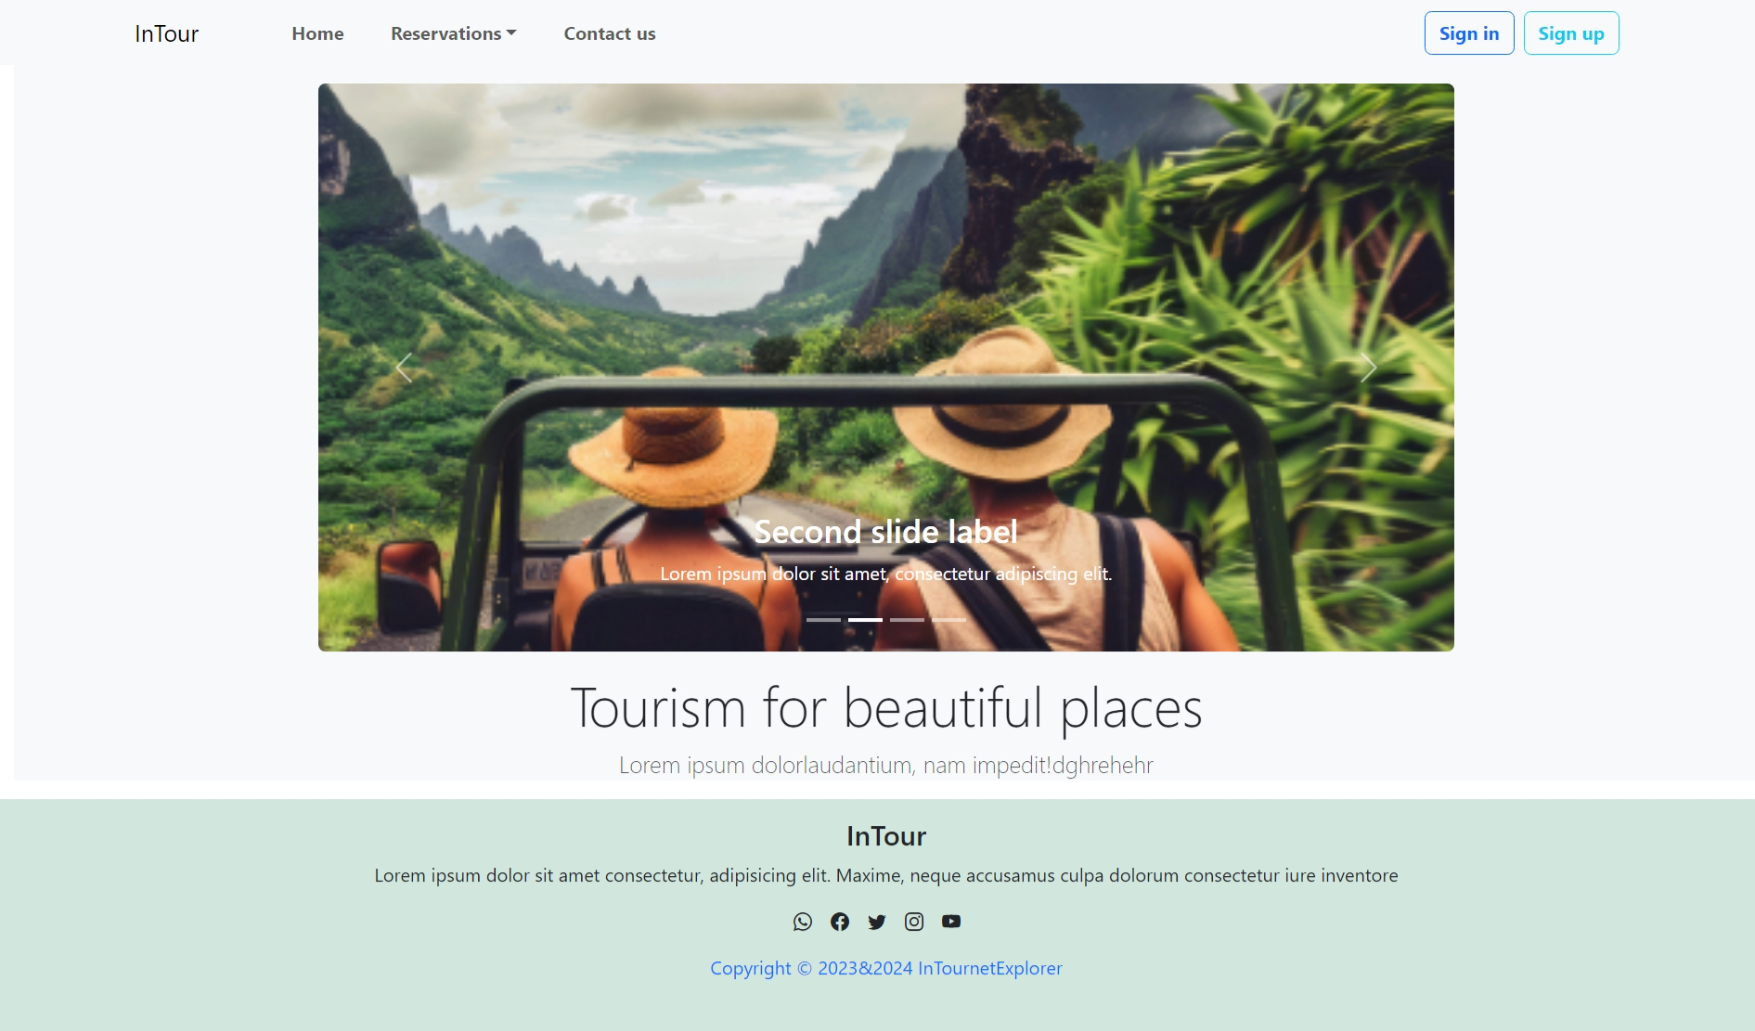 InTour
Home
Reservations
Contact us
Sign in
Sign up
Second slide label
Lorem ipsum dolor sit amet, consectetur adipiscing elit.
Tourism for beautiful places
Lorem ipsum dolorlaudantium, nam impedit!dghrehehr
InTour
Lorem ipsum dolor sit amet consectetur, adipisicing elit. Maxime, neque accusamus culpa dolorum consectetur iure inventore
Copyright © 2023&2024 InTournetExplorer